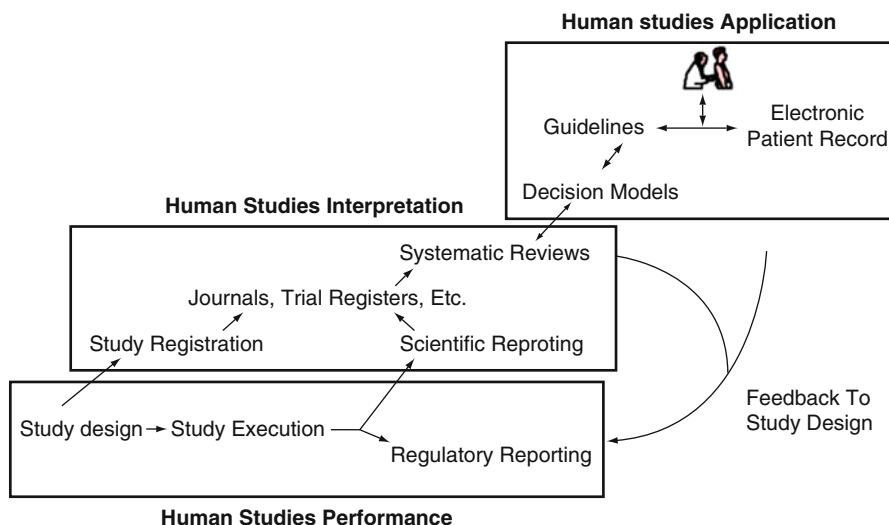 Human studies Application
Guidelines
Electronic
Patient Record
Decision Models
Human Studies Interpretation
Systematic Reviews
Journals, Trial Registers, Etc.
Study Registration
Scientific Reproting
Study design
Study Execution
Regulatory Reporting
Feedback To
Study Design
Human Studies Performance